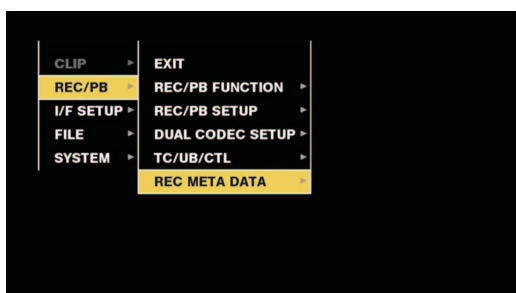 CLIP
REC/PB
I/F SETUP
FILE
SYSTEM
EXIT
REC/PB FUNCTION
REC/PB SETUP
DUAL CODEC SETUP
TC/UB/CTL
REC META DATA